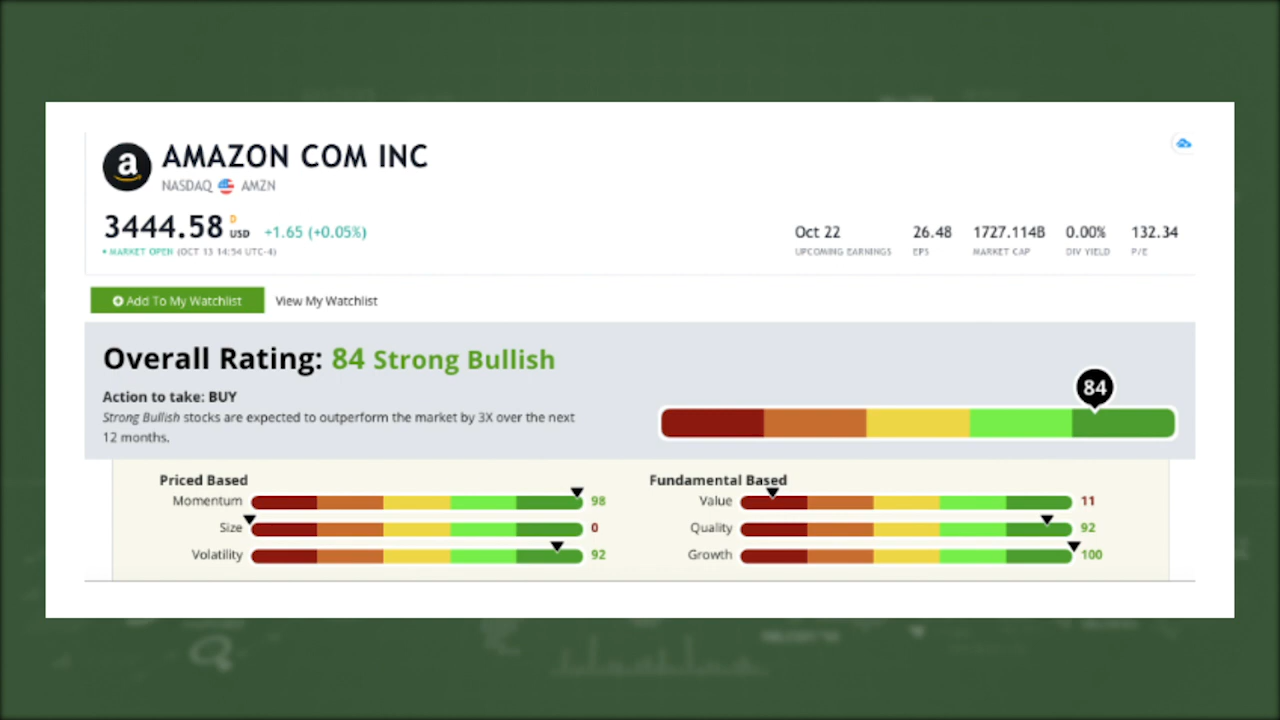 a
AMAZON COM INC
NASDAQ AMZN
3444.58 D USD +1.65 (+0.05%)
• MARKET OPEN (OCT 13 14:54 UTC-4)
Oct 22 26.48 1727.114B 0.00% 132.34
UPCOMING EARNINGS EPS MARKET CAP DIV YIELD P/E
Add To My Watchlist View My Watchlist
Overall Rating: 84 Strong Bullish
Action to take: BUY
Strong Bullish stocks are expected to outperform the market by 3X over the next
12 months.
84
Priced Based
Momentum 98
Size 0
Volatility 92
Fundamental Based
Value 11
Quality 92
Growth 100